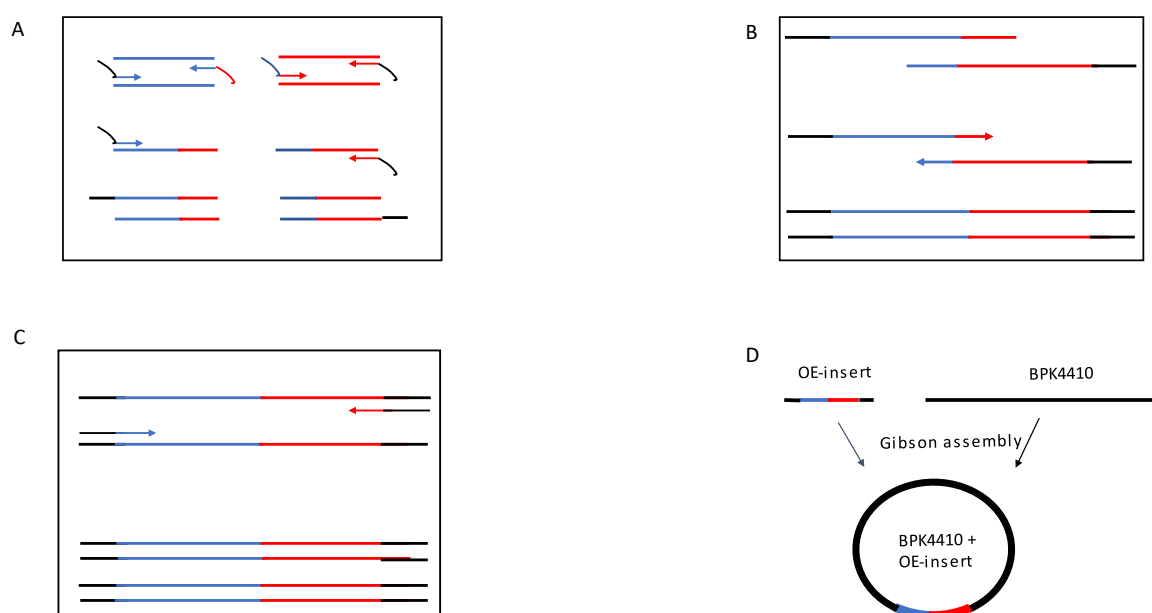 A
B
C
D
OE-insert
BPK4410
Gibson assembly
BPK4410 +
OE-insert